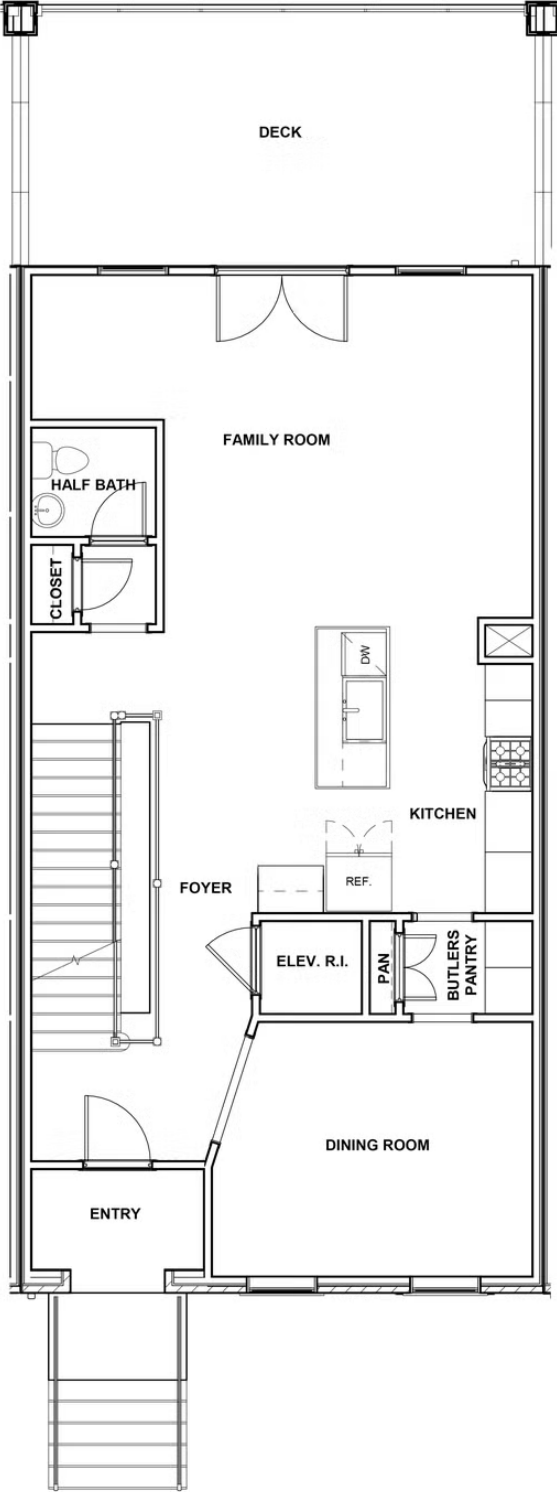 DECK
FAMILY ROOM
HALF BATH
CLOSET
DW
KITCHEN
REF.
FOYER
ELEV. R.I.
PAN
BUTLERS
PANTRY
DINING ROOM
ENTRY